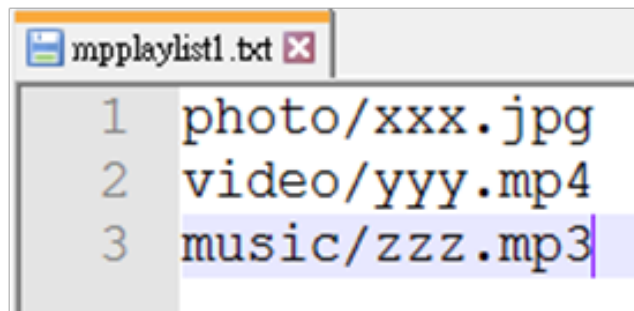 mpplaylist1.txt
1 photo/xxx.jpg
2 video/yyy.mp4
3 music/zzz.mp3